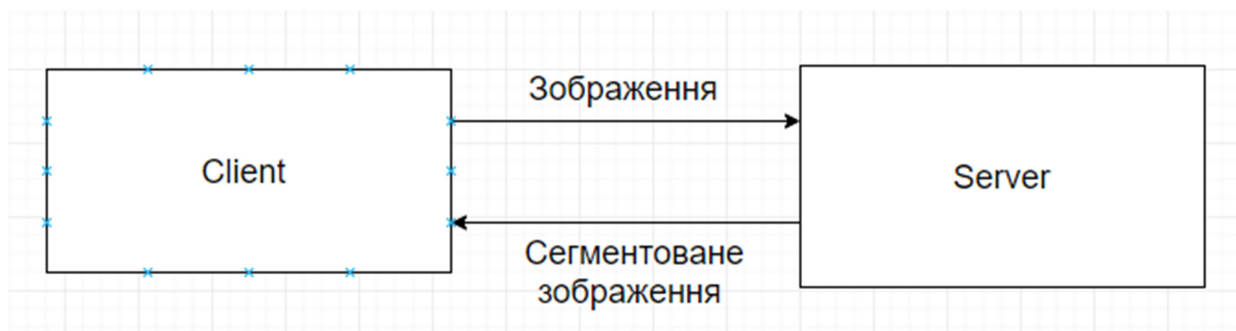 Client
Зображення
Сегментоване
зображення
Server